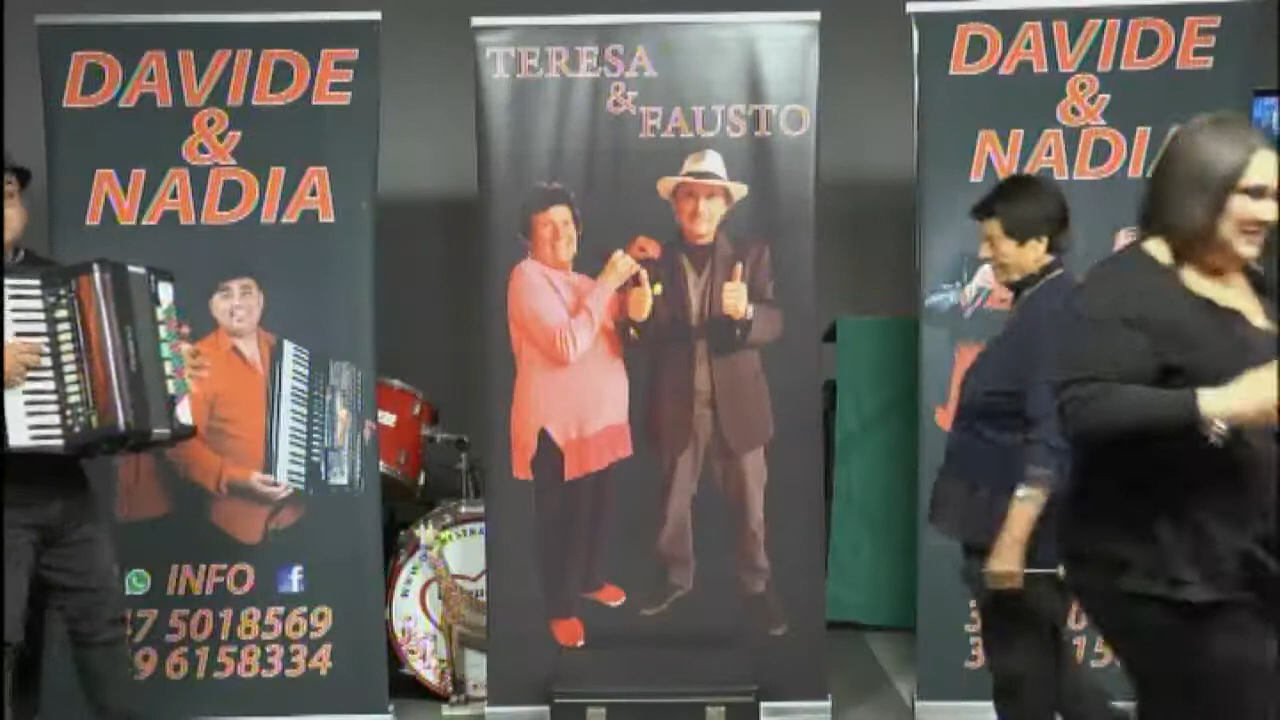 DAVIDE
&
NADIA
INFO
7 5018569
9 6158334
TERESA
&
FAUSTO
DAVIDE
&
NADIA